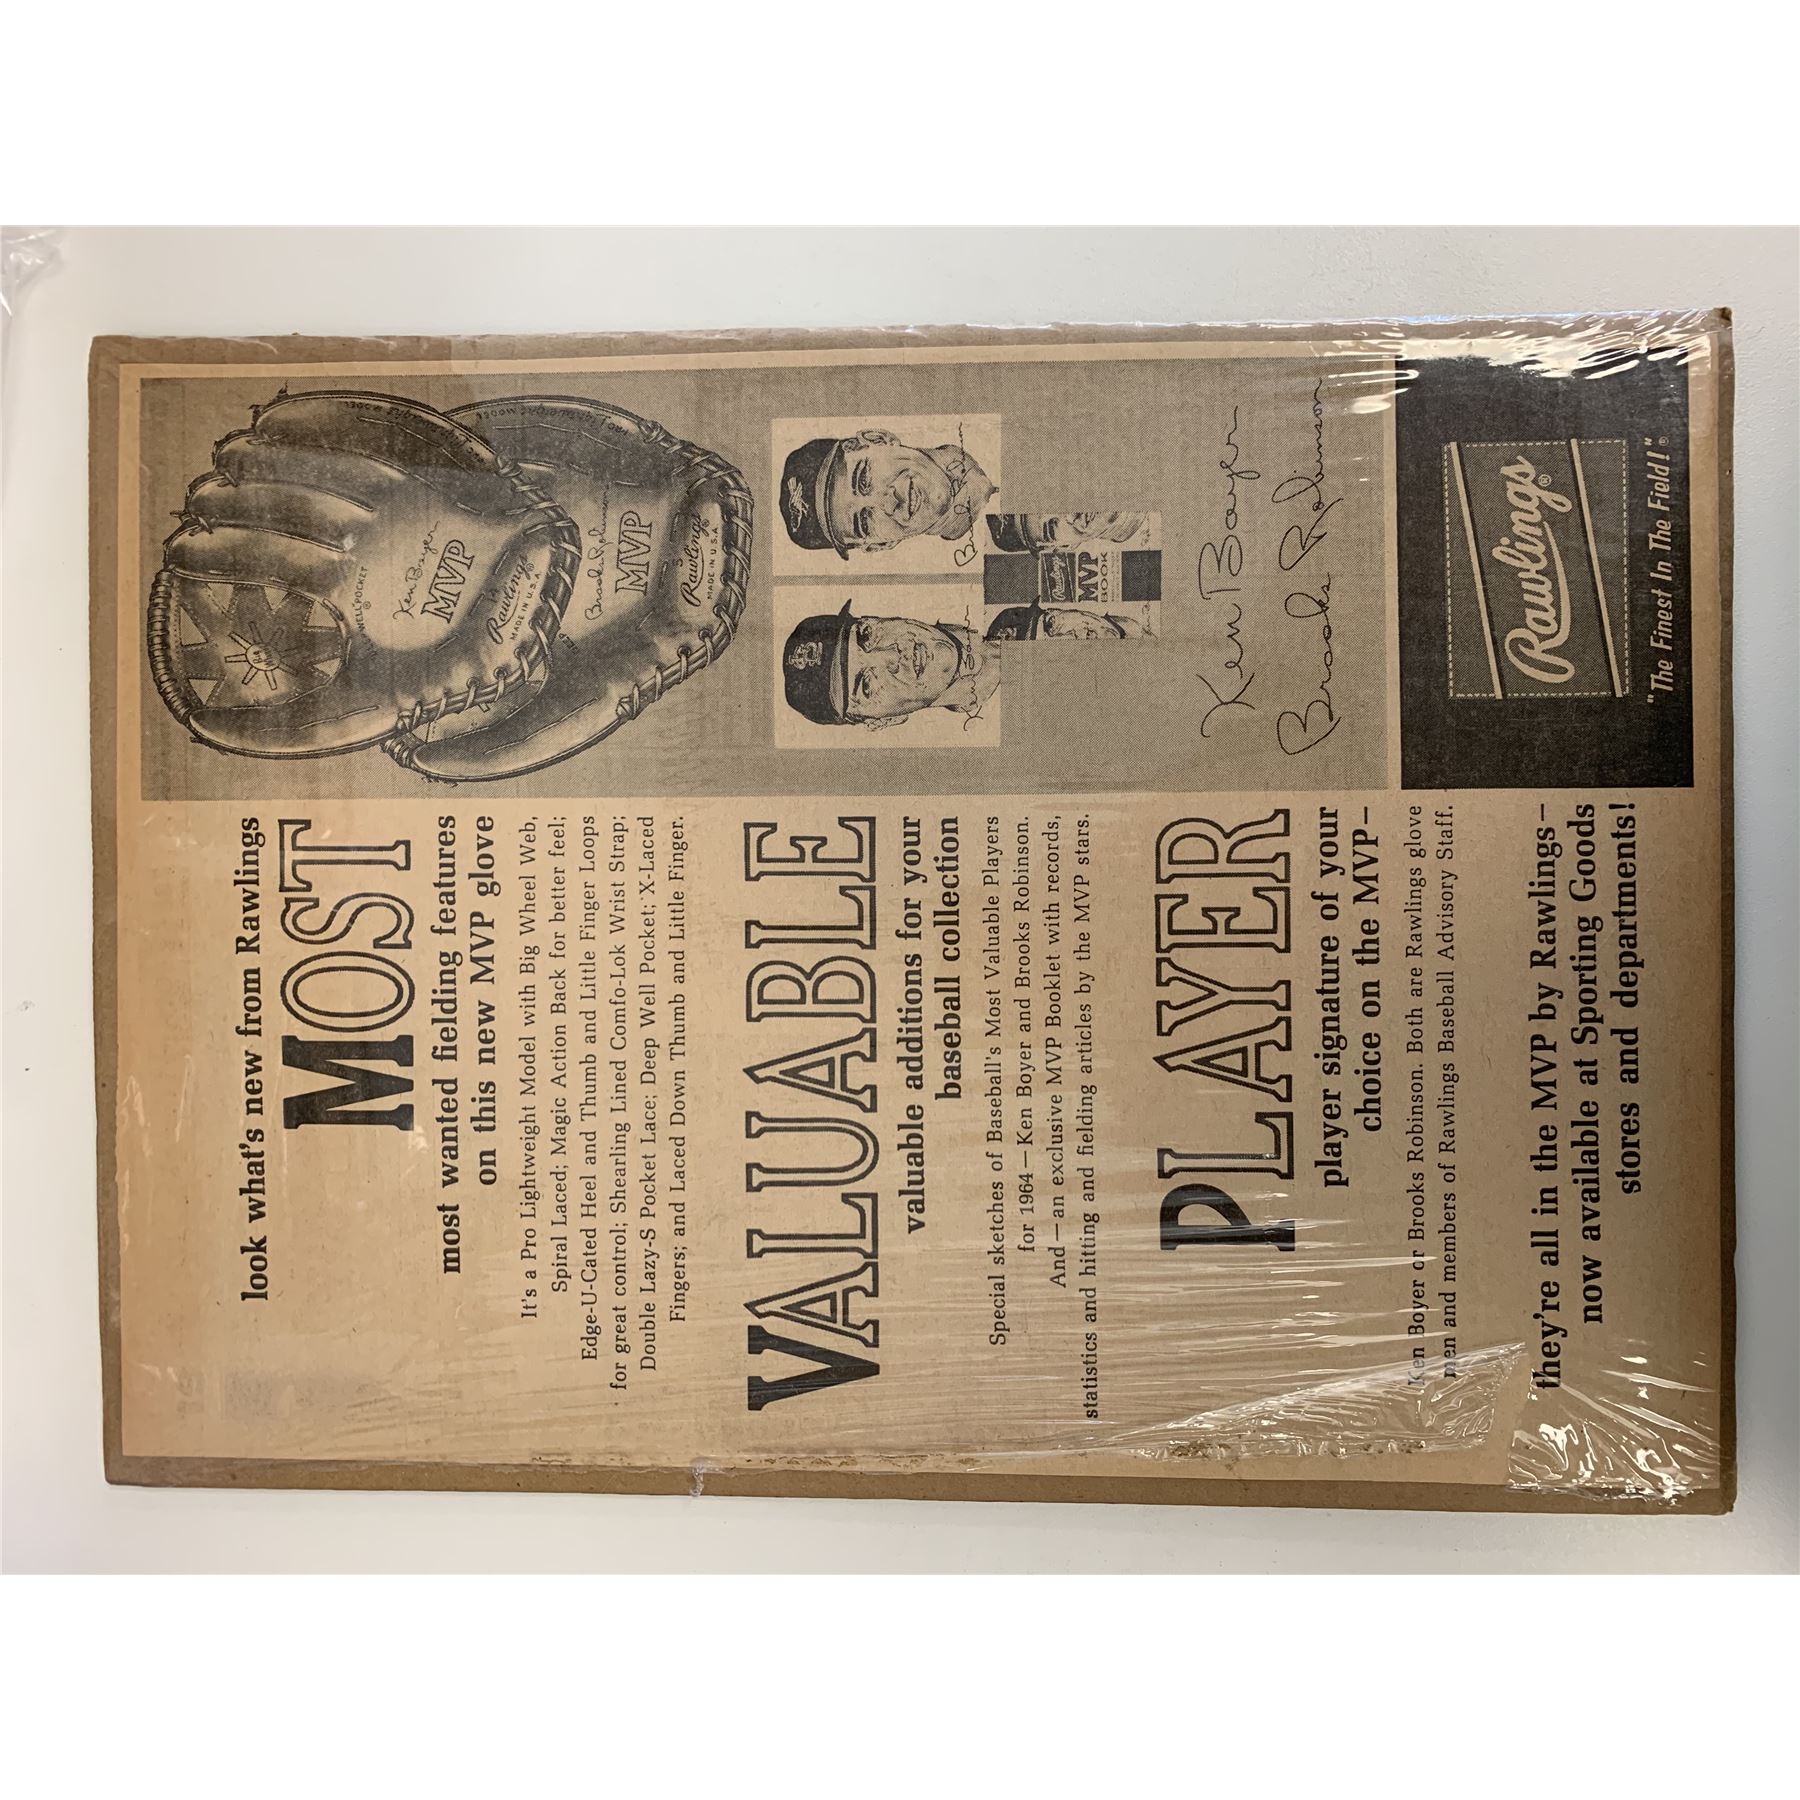 look what's new from Rawlings
MOST
most wanted fielding features
on this new MVP glove
It's a Pro Lightweight Model with Big Wheel Web,
Spiral Laced; Magic Action Back for better feel;
Edge-U-Cated Heel and Thumb and Little Finger Loops
for great control; Shearling Lined Comfo-Lok Wrist Strap;
Double Lazy-S Pocket Lace; Deep Well Pocket; X-Laced
Fingers; and Laced Down Thumb and Little Finger.
VALUABLE
valuable additions for your
baseball collection
Special sketches of Baseball's Most Valuable Players
for 1964—Ken Boyer and Brooks Robinson.
And—an exclusive MVP Booklet with records,
statistics and hitting and fielding articles by the MVP stars.
PLAYER
player signature of your
choice on the MVP—
Ken Boyer or Brooks Robinson. Both are Rawlings glove
men and members of Rawlings Baseball Advisory Staff.
they're all in the MVP by Rawlings—
now available at Sporting Goods
stores and departments!
WELL POCKET
®
Ken Boyer
MVP
Rawlings®
MADE IN U.S.A.
Brooks Robinson
MVP
Rawlings®
MADE IN U.S.A.
Ken Boyer
Brooks Robinson
Rawlings
MVP
BOOK
Ken Boyer
Brooks Robinson
Rawlings®
"The Finest In The Field!"®